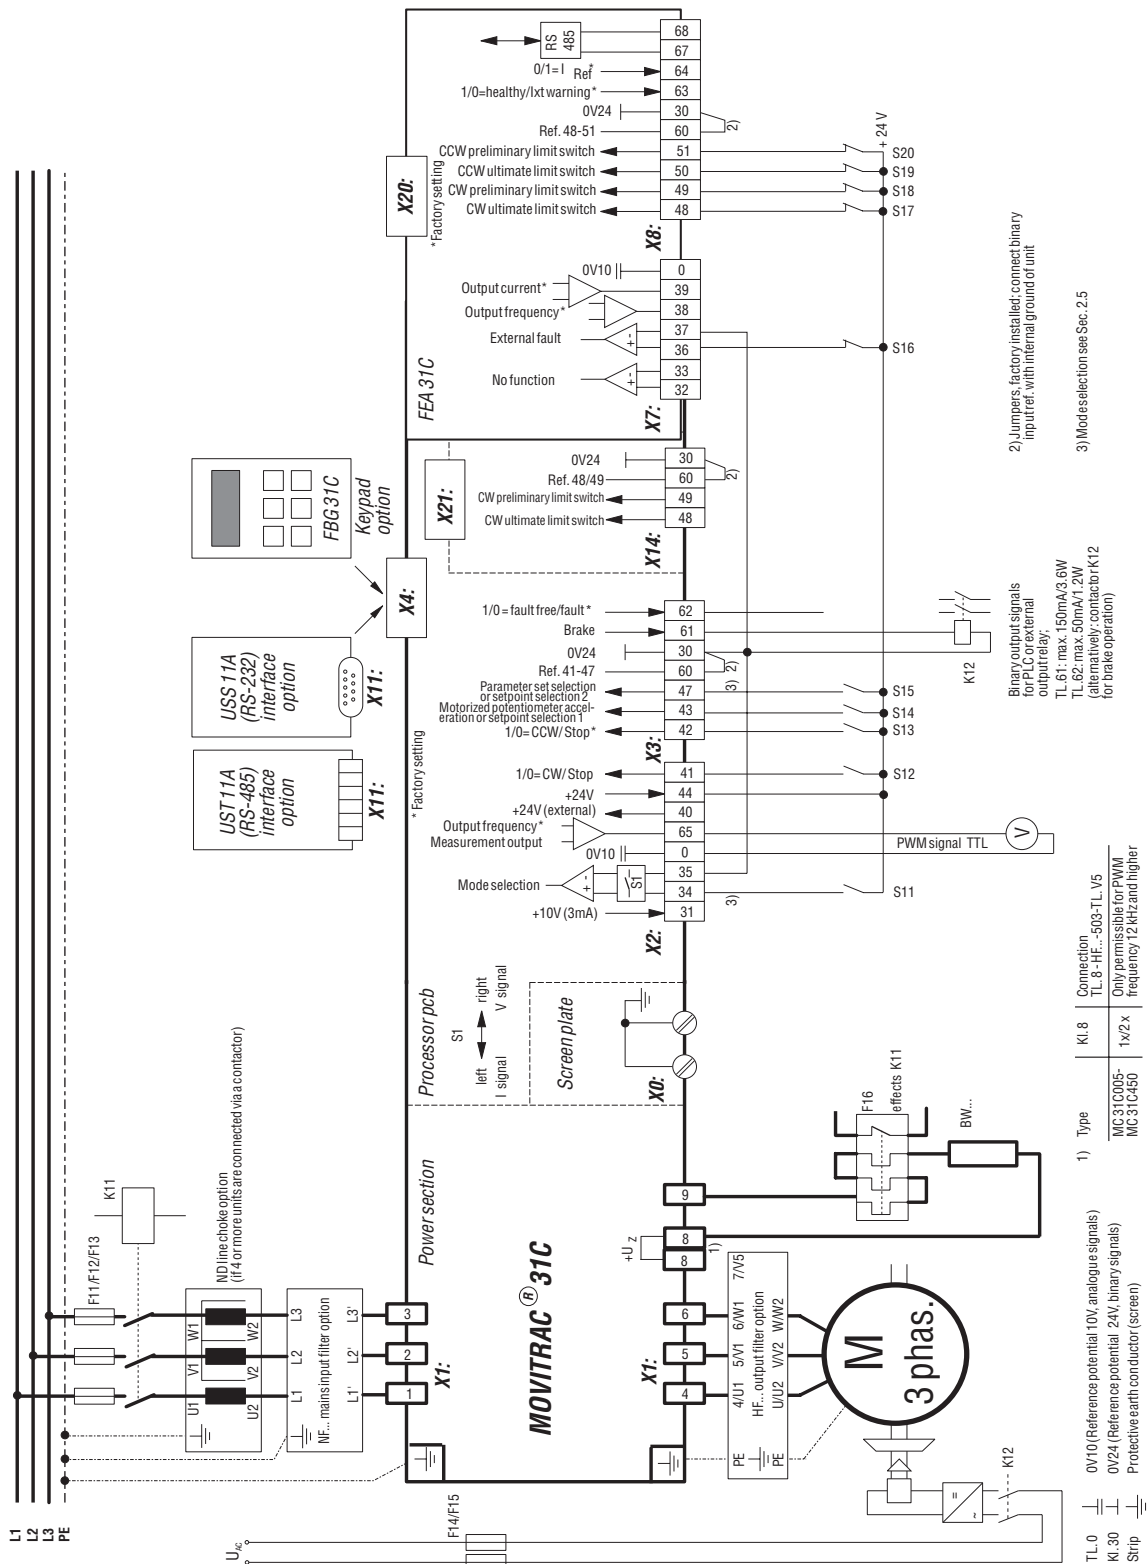 L1
L2
L3
PE
F11/F12/F13
K11
ND line choke option
(if 4 or more units are connected via a contactor)
U1
V1
W1
U2
V2
W2
L1
L2
L3
NF... mains input filter option
L1'
L2'
L3'
1
2
3
X1:
F14/F15
UAC
UST 11A
(RS-485)
interface
option
X11:
USS 11A
(RS-232)
interface
option
X11:
FBG 31C
Keypad
option
X4:
* Factory setting
X21:
X20:
* Factory setting
FEA 31C
Power section
MOVITRAC ® 31C
Processor pcb
S1
left
right
I signal
V signal
Screen plate
X0:
X1:
4
5
6
8
8
9
+UZ
1)
PE
4/U1
5/V1
6/W1
7/V5
HF... output filter option
PE
U/U2
V/V2
W/W2
M
3 phas.
=
~
K12
F16
effects K11
BW...
X2:
+10V (3mA)
31
Mode selection
+ -
S1
34
35
3)
S11
0V10
0
Output frequency*
Measurement output
65
PWM signal TTL
V
+24V (external)
40
+24V
44
1/0= CW/ Stop
41
S12
X3:
1/0= CCW/ Stop*
42
S13
Motorized potentiometer accel-
eration or setpoint selection 1
43
S14
Parameter set selection
or setpoint selection 2
47
S15
3)
Ref. 41-47
60
0V24
30
2)
Brake
61
1/0 = fault free/fault *
62
K12
X14:
CW ultimate limit switch
48
CW preliminary limit switch
49
Ref. 48/49
60
0V24
30
2)
X7:
No function
+ -
32
33
External fault
+ -
36
37
S16
Output frequency*
38
Output current*
39
0V10
0
X8:
CW ultimate limit switch
48
S17
CW preliminary limit switch
49
S18
CCW ultimate limit switch
50
S19
CCW preliminary limit switch
51
S20
+ 24 V
Ref. 48-51
60
0V24
30
2)
1/0=healthy/Ixt warning*
63
0/1= I Ref*
64
RS
485
67
68
Binary output signals
for PLC or external
output relay;
TL.61: max. 150mA/3.6W
TL.62: max. 50mA/1.2W
(alternatively: contactor K12
for brake operation)
2) Jumpers, factory installed; connect binary
input ref. with internal ground of unit
3) Mode selection see Sec. 2.5
TL.0
0V10 (Reference potential 10V, analogue signals)
Kl.30
0V24 (Reference potential 24V, binary signals)
Strip
Protective earth conductor (screen)
1) Type
Kl.8
Connection
TL. 8 - HF...-503-TL. V5
MC 31C005-
MC 31C450
1x/2 x
Only permissible for PWM
frequency 12 kHz and higher